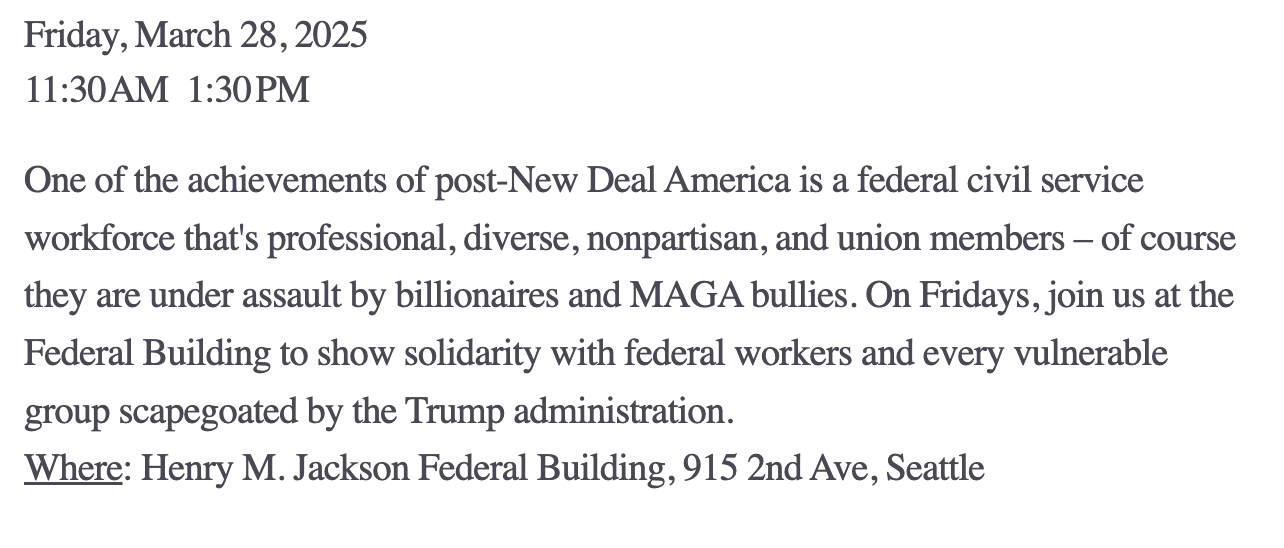 Friday, March 28, 2025
11:30 AM  1:30 PM
One of the achievements of post-New Deal America is a federal civil service
workforce that's professional, diverse, nonpartisan, and union members – of course
they are under assault by billionaires and MAGA bullies. On Fridays, join us at the
Federal Building to show solidarity with federal workers and every vulnerable
group scapegoated by the Trump administration.
Where: Henry M. Jackson Federal Building, 915 2nd Ave, Seattle